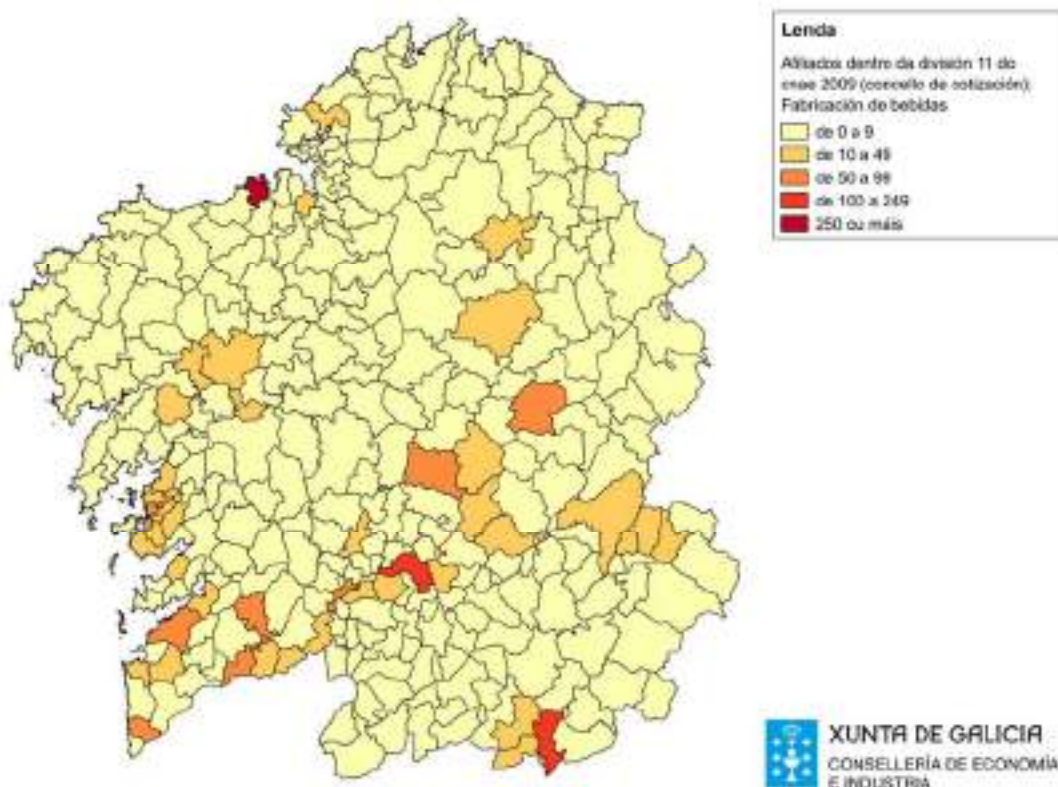 Lenda
Afiliados dentro da división 11 do
cnae 2009 (concello de cotización):
Fabricación de bebidas
de 0 a 9
de 10 a 49
de 50 a 99
de 100 a 249
250 ou máis
XUNTA DE GALICIA
CONSELLERÍA DE ECONOMÍA
E INDUSTRIA